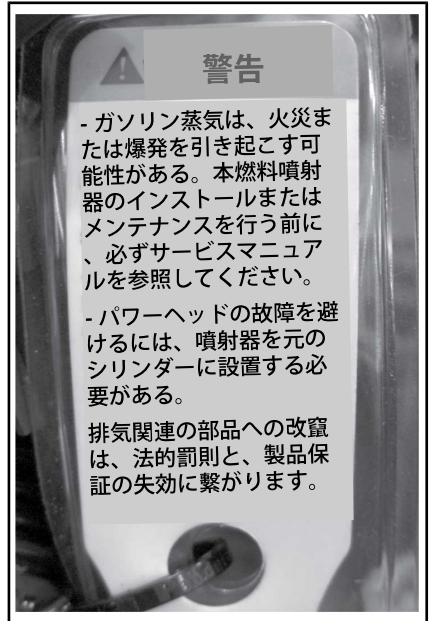 警告
- ガソリン蒸気は、火災ま
たは爆発を引き起こす可
能性がある。本燃料噴射
器のインストールまたは
メンテナンスを行う前に
、必ずサービスマニュア
ルを参照してください。
- パワーヘッドの故障を避
けるには、噴射器を元の
シリンダーに設置する必
要がある。
排気関連の部品への改竄
は、法的罰則と、製品保
証の失効に繋がります。